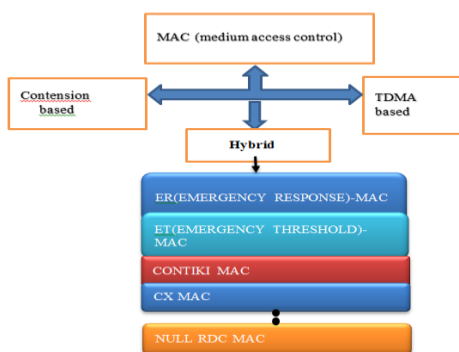 MAC (medium access control)
Contension
based
TDMA
based
Hybrid
ER(EMERGENCY RESPONSE)-MAC
ET(EMERGENCY THRESHOLD)-
MAC
CONTIKI MAC
CX MAC
NULL RDC MAC